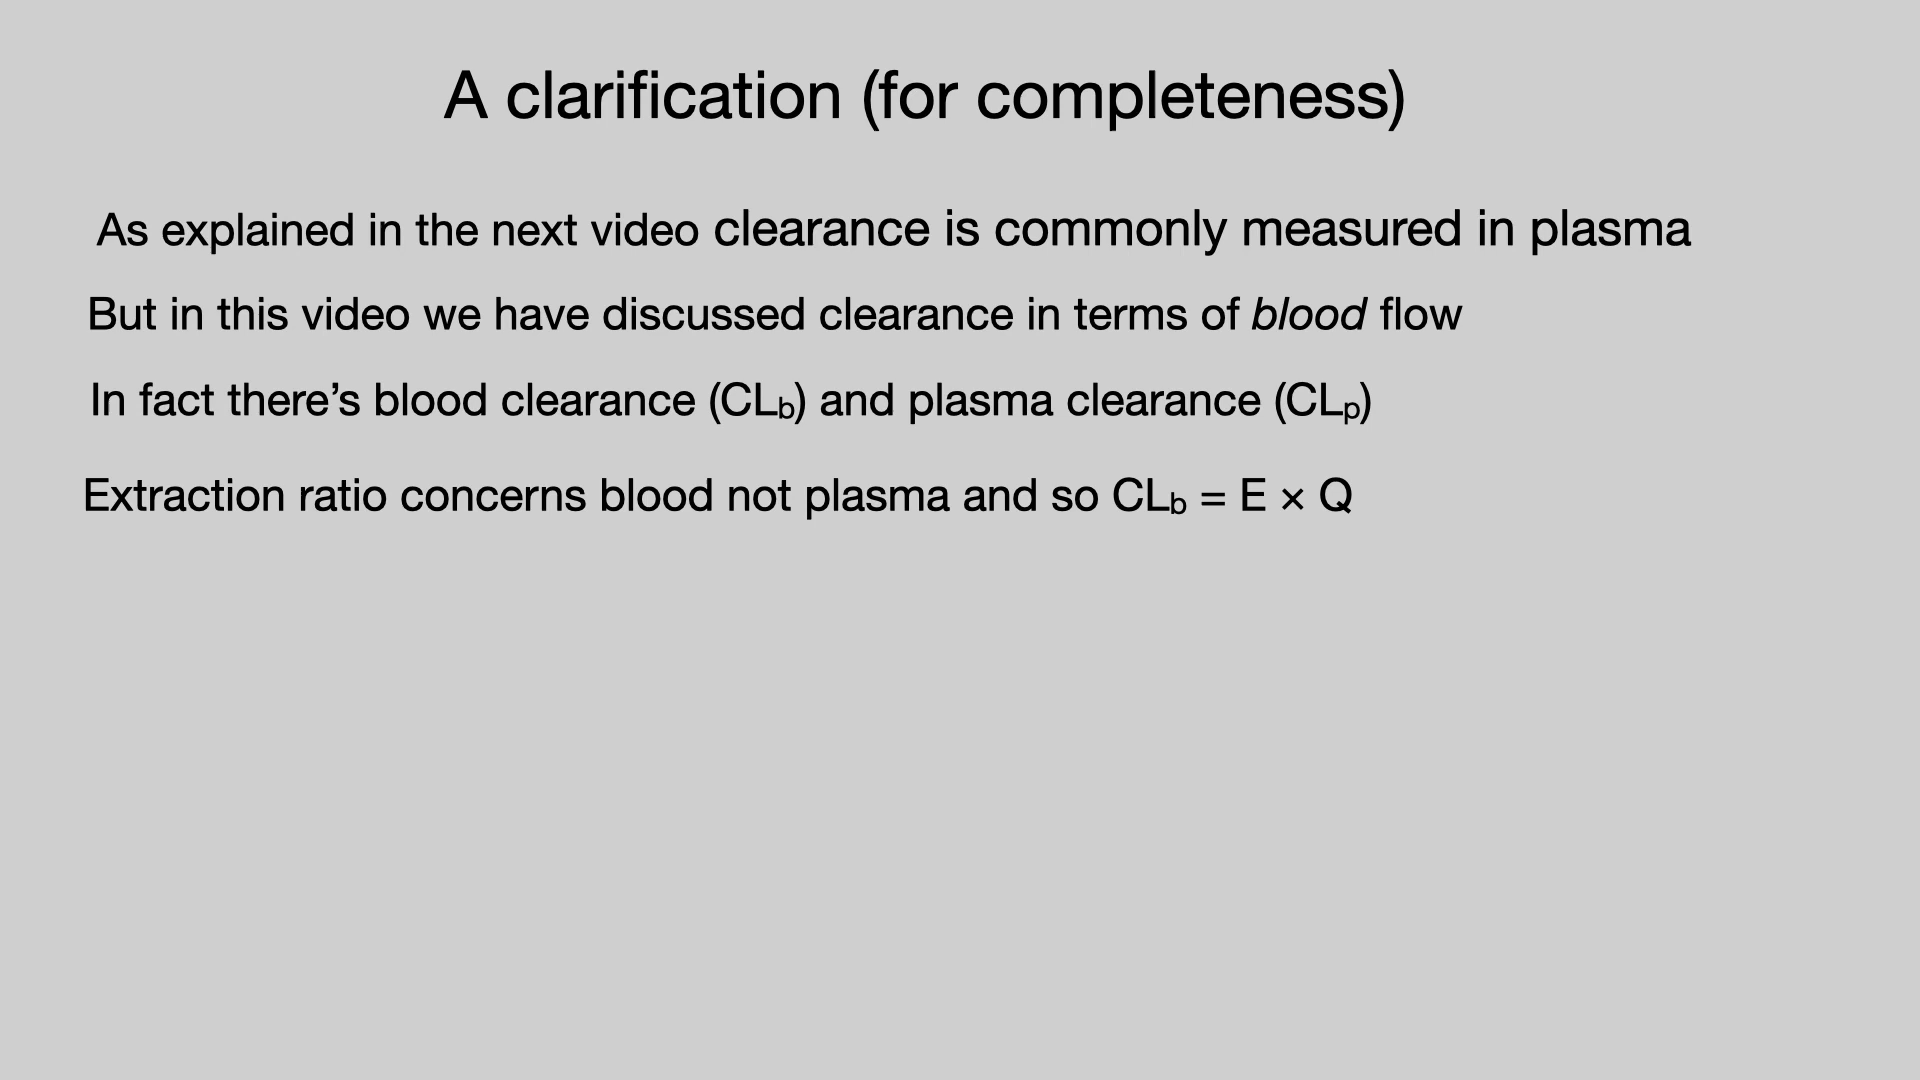 A clarification (for completeness)
As explained in the next video clearance is commonly measured in plasma
But in this video we have discussed clearance in terms of blood flow
In fact there’s blood clearance (CLb) and plasma clearance (CLp)
Extraction ratio concerns blood not plasma and so CLb = E × Q